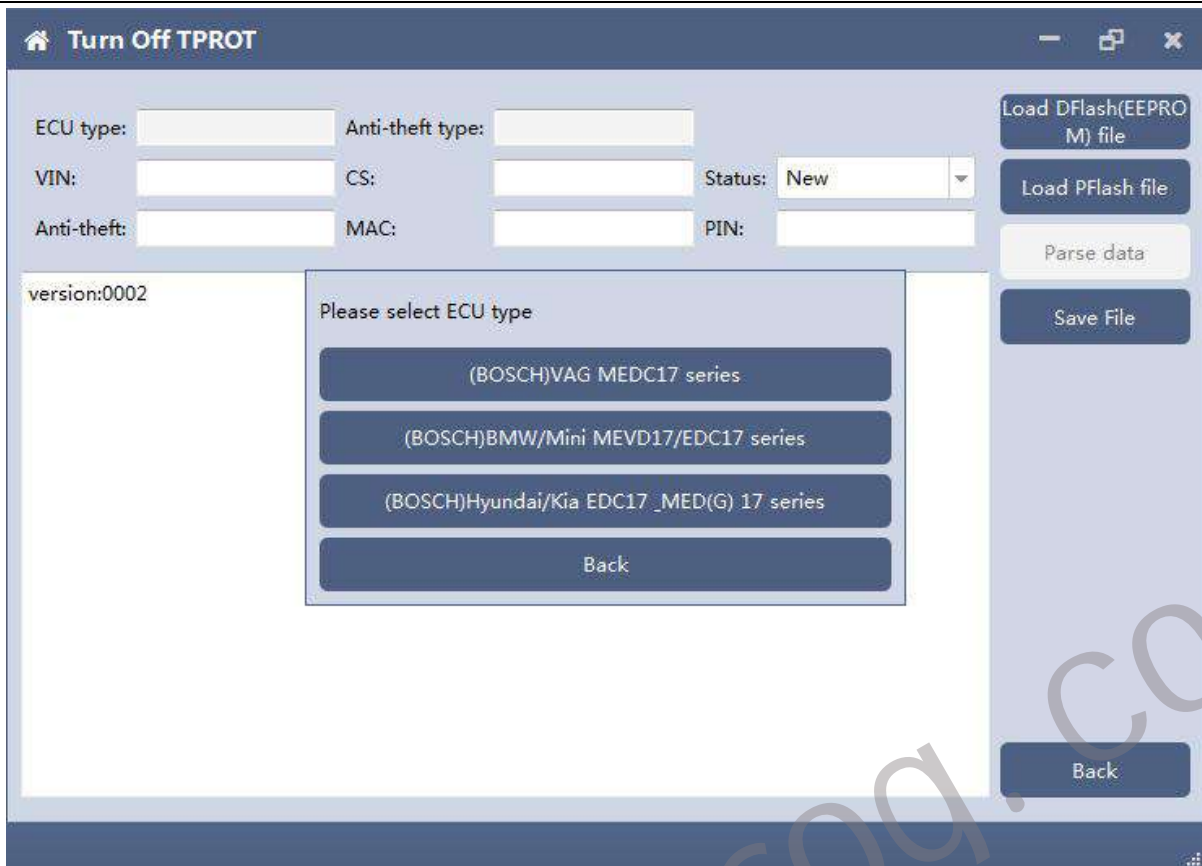 Turn Off TPROT
ECU type: Anti-theft type:
Load DFlash(EEPRO
M) file
VIN: CS: Status: New
Load PFlash file
Anti-theft: MAC: PIN:
Parse data
version:0002
Save File
Please select ECU type
(BOSCH)VAG MEDC17 series
(BOSCH)BMW/Mini MEVD17/EDC17 series
(BOSCH)Hyundai/Kia EDC17 _MED(G) 17 series
Back
Back